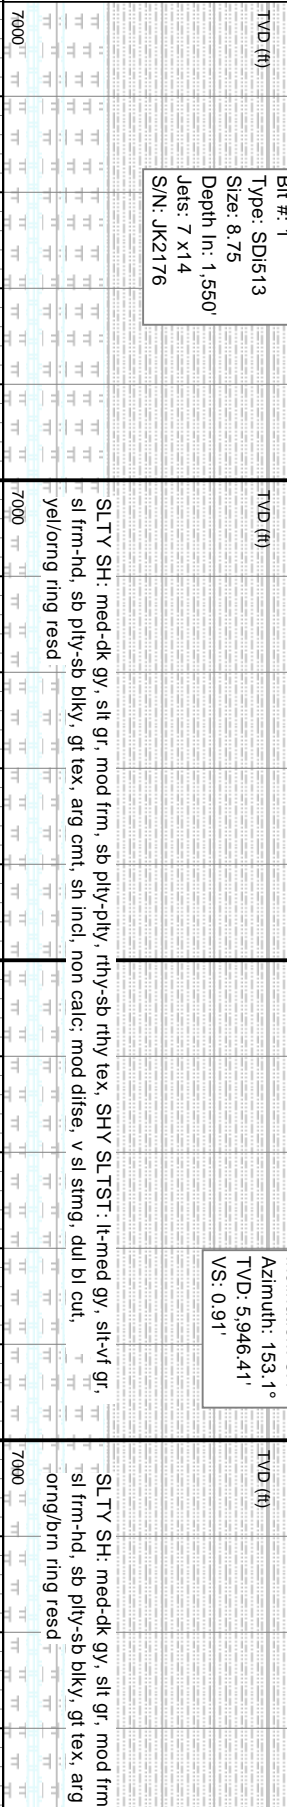 TVD (ft)
Bit #: 1
Type: SDi513
Size: 8.75
Depth In: 1,550'
Jets: 7 x14
S/N: JK2176
7000
TVD (ft)
SLTY SH: med-dk gy, slt gr, mod frm, sb plty-plty, rthy-sb rthy tex, SHY SLTST: lt-med gy, slt-vf gr,
sl frm-hd, sb plty-sb blky, gt tex, arg cmt, sh incl, non calc; mod difse, v sl stmg, dul bl cut,
yel/orng ring resd
7000
Azimuth: 153.1°
TVD: 5,946.41'
VS: 0.91'
TVD (ft)
SLTY SH: med-dk gy, slt gr, mod frm
sl frm-hd, sb plty-sb blky, gt tex, arg
orng/brn ring resd
7000